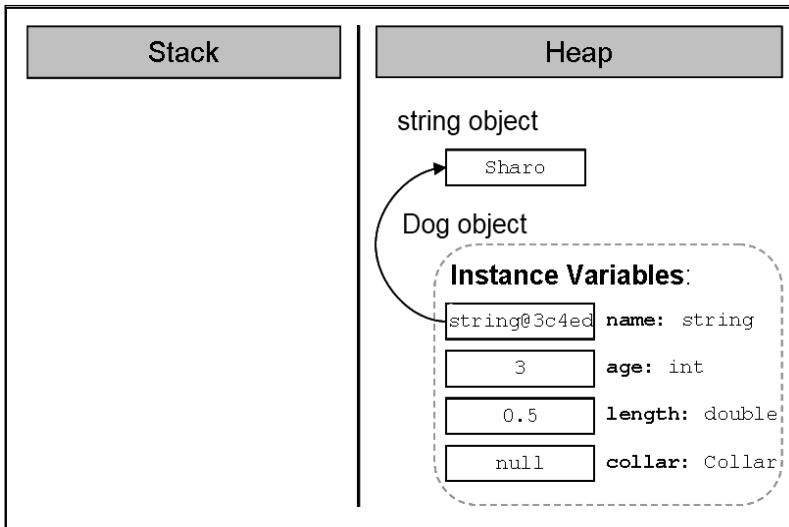 Stack
Heap
string object
Sharo
Dog object
Instance Variables:
string@3c4ed name: string
3 age: int
0.5 length: double
null collar: Collar